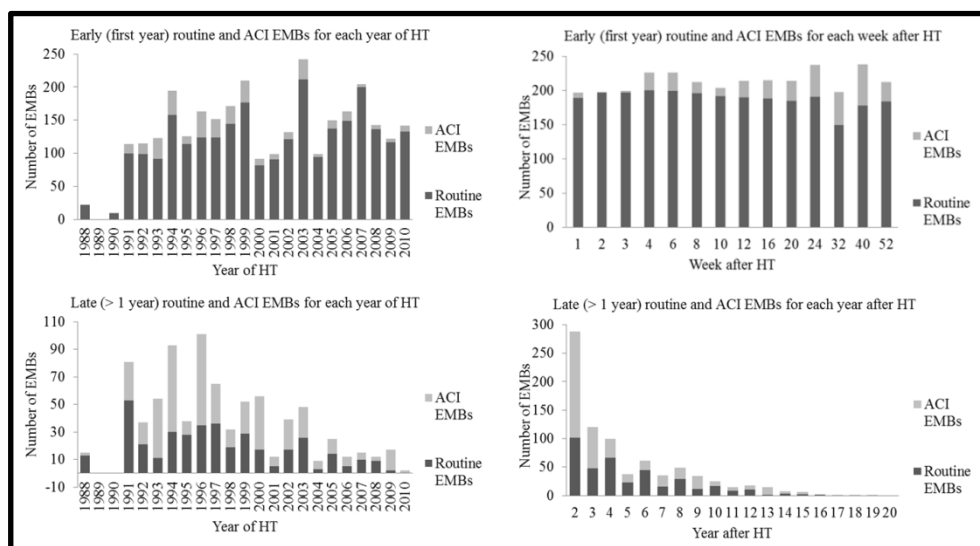 Early (first year) routine and ACI EMBs for each year of HT
Number of EMBs
250
200
150
100
50
0
1988
1989
1990
1991
1992
1993
1994
1995
1996
1997
1998
1999
2000
2001
2002
2003
2004
2005
2006
2007
2008
2009
2010
Year of HT
ACI
EMBs
Routine
EMBs
Early (first year) routine and ACI EMBs for each week after HT
Number of EMBs
250
200
150
100
50
0
1 2 3 4 6 8 10 12 16 20 24 32 40 52
Week after HT
ACI
EMBs
Routine
EMBs
Late (> 1 year) routine and ACI EMBs for each year of HT
Number of EMBs
110
90
70
50
30
10
-10
1988
1989
1990
1991
1992
1993
1994
1995
1996
1997
1998
1999
2000
2001
2002
2003
2004
2005
2006
2007
2008
2009
2010
Year of HT
ACI
EMBs
Routine
EMBs
Late (> 1 year) routine and ACI EMBs for each year after HT
Number of EMBs
300
250
200
150
100
50
0
2 3 4 5 6 7 8 9 10 11 12 13 14 15 16 17 18 19 20
Year after HT
ACI
EMBs
Routine
EMBs